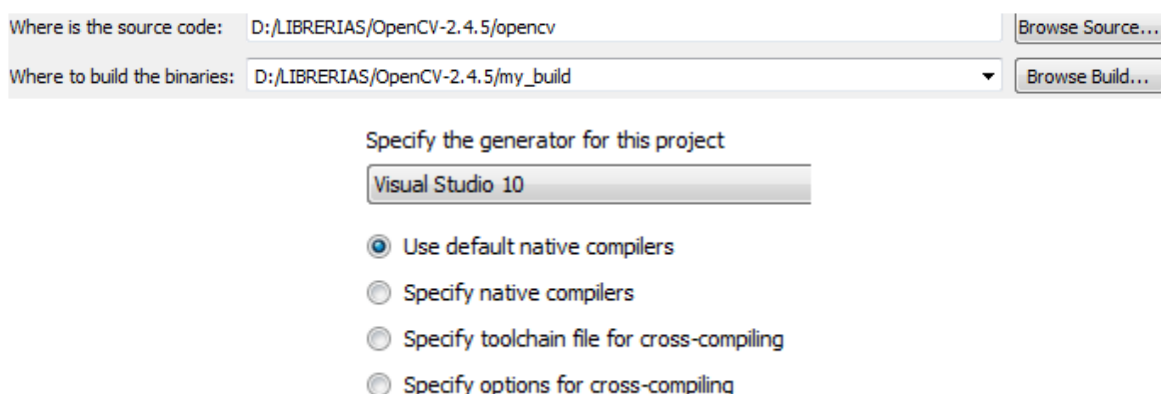 Where is the source code: D:/LIBRERIAS/OpenCV-2.4.5/opencv Browse Source...
Where to build the binaries: D:/LIBRERIAS/OpenCV-2.4.5/my_build Browse Build...
Specify the generator for this project
Visual Studio 10
Use default native compilers
Specify native compilers
Specify toolchain file for cross-compiling
Specify options for cross-compiling